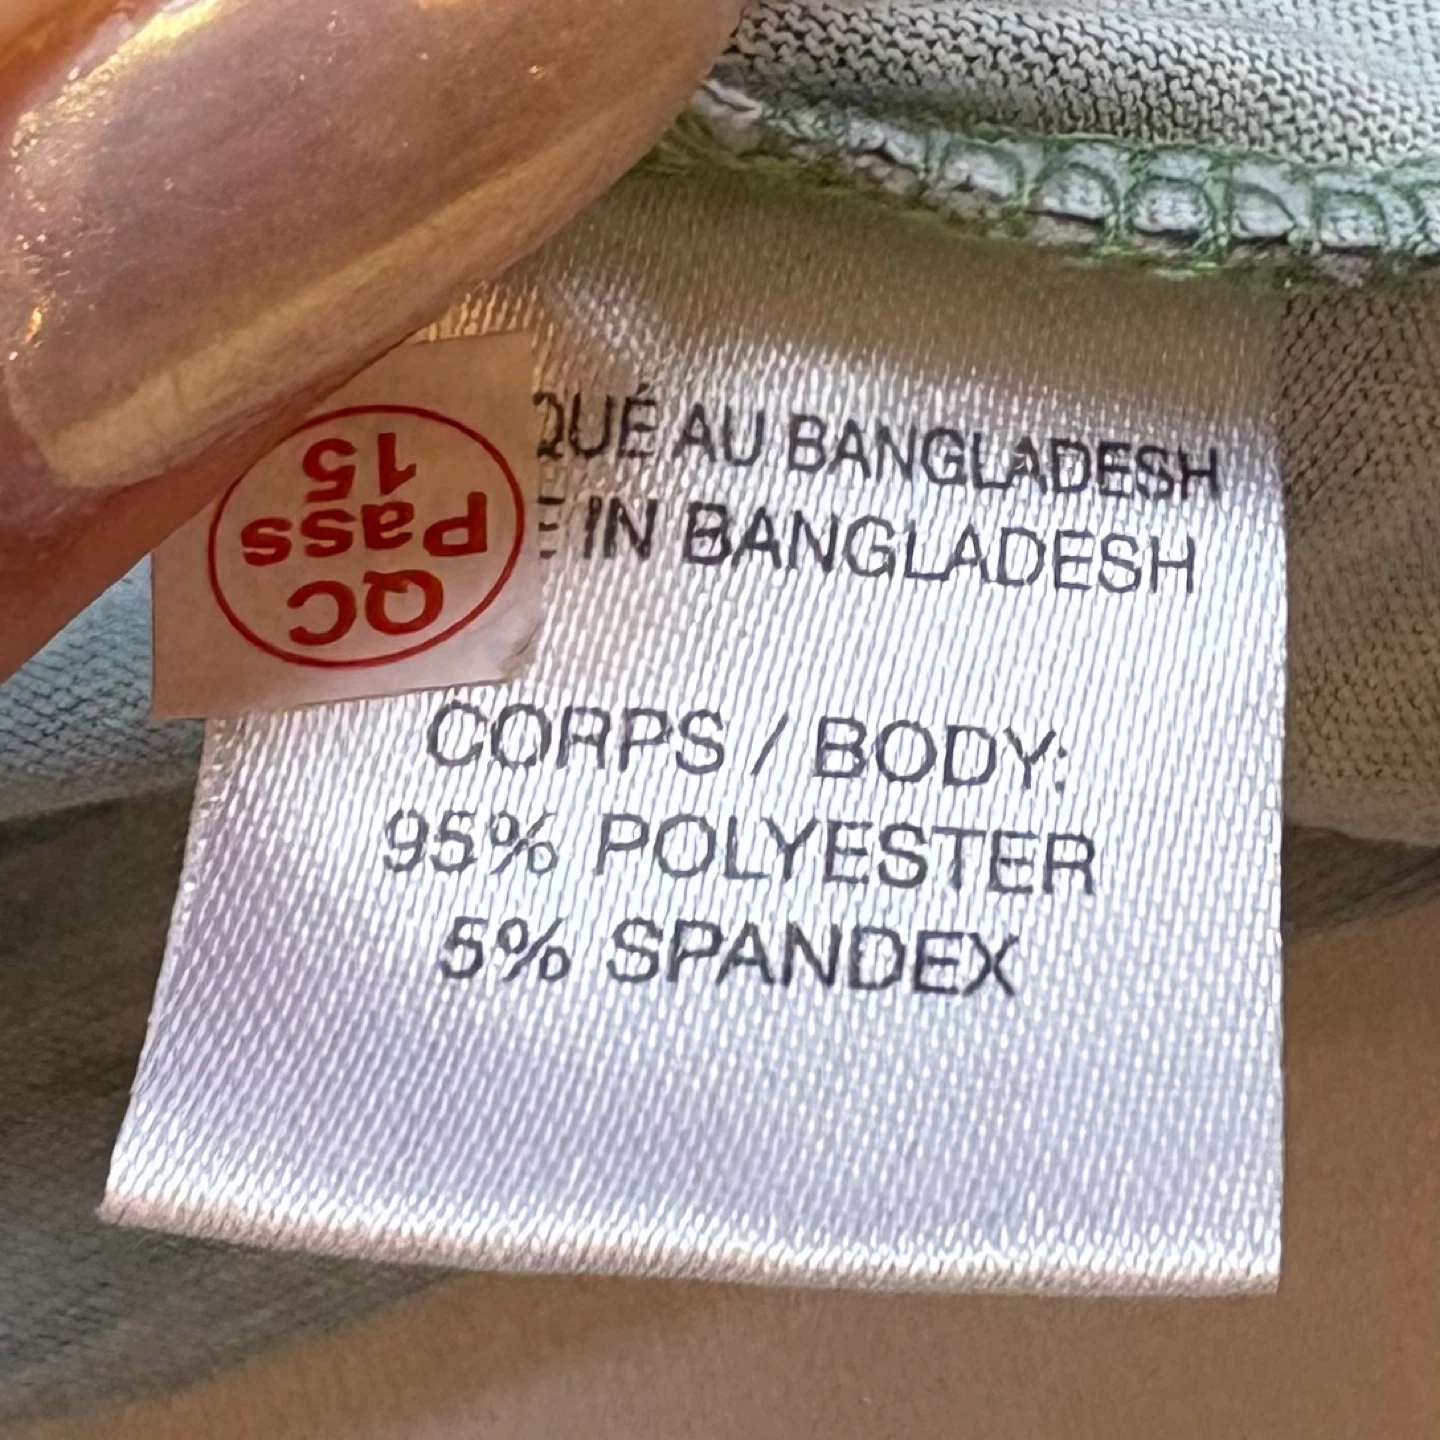 QUÉ AU BANGLADESH
E IN BANGLADESH
QC
Pass
15
CORPS / BODY:
95% POLYESTER
5% SPANDEX